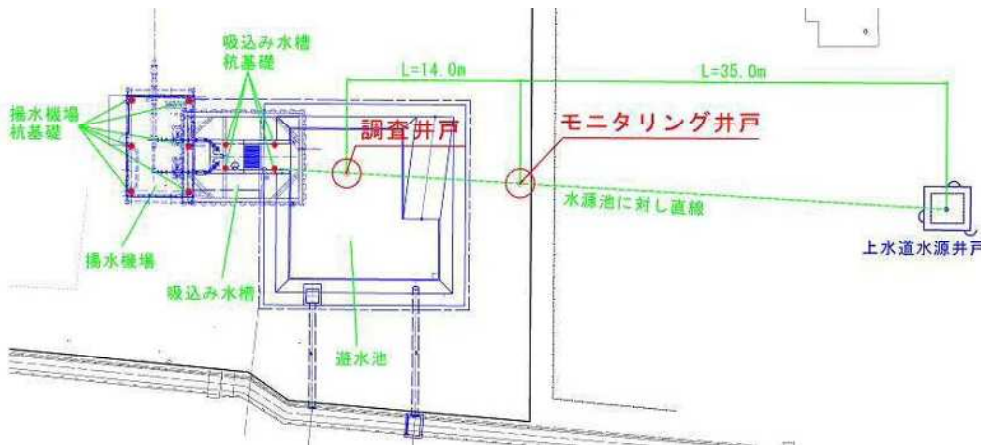 吸込み水槽
杭基礎
L=14.0m
L=35.0m
揚水機場
杭基礎
調査井戸
モニタリング井戸
水源池に対し直線
上水道水源井戸
揚水機場
吸込み水槽
遊水池